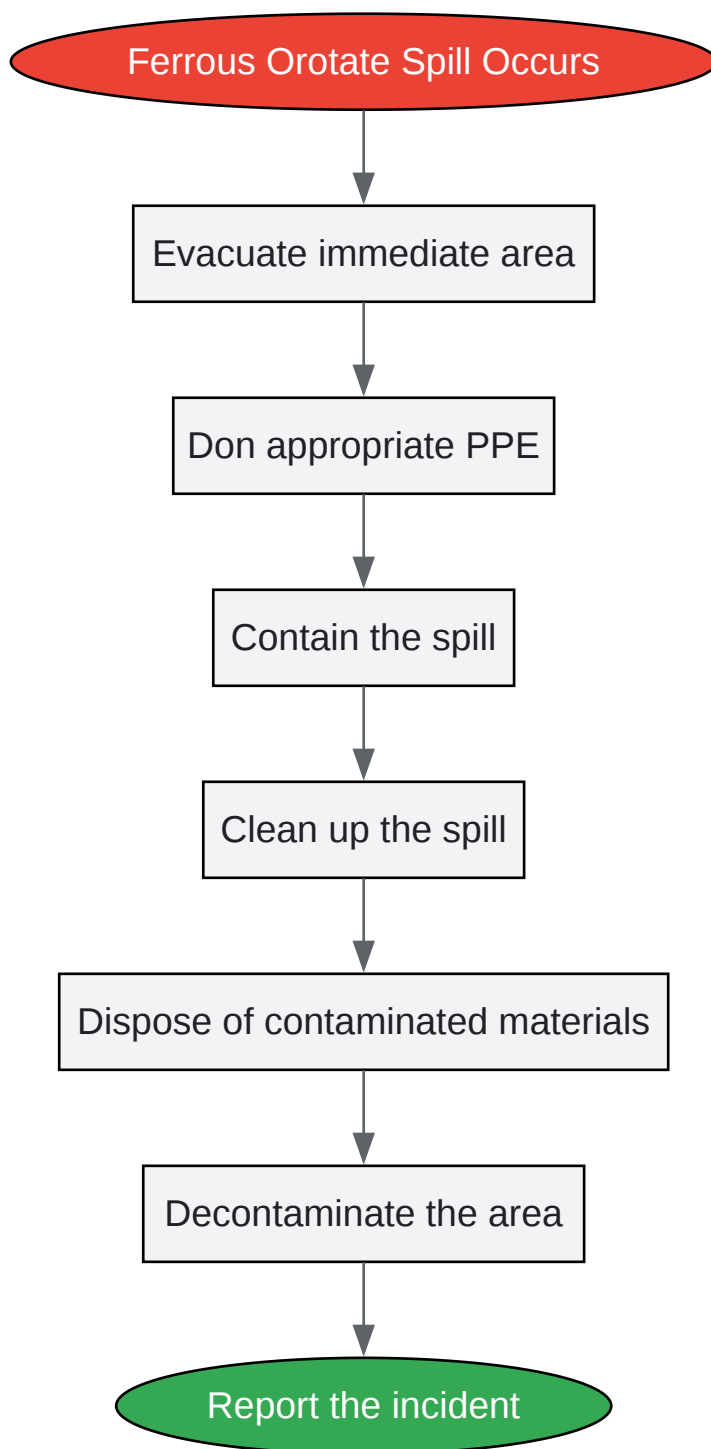 Ferrous Orotate Spill Occurs
Evacuate immediate area
Don appropriate PPE
Contain the spill
Clean up the spill
Dispose of contaminated materials
Decontaminate the area
Report the incident